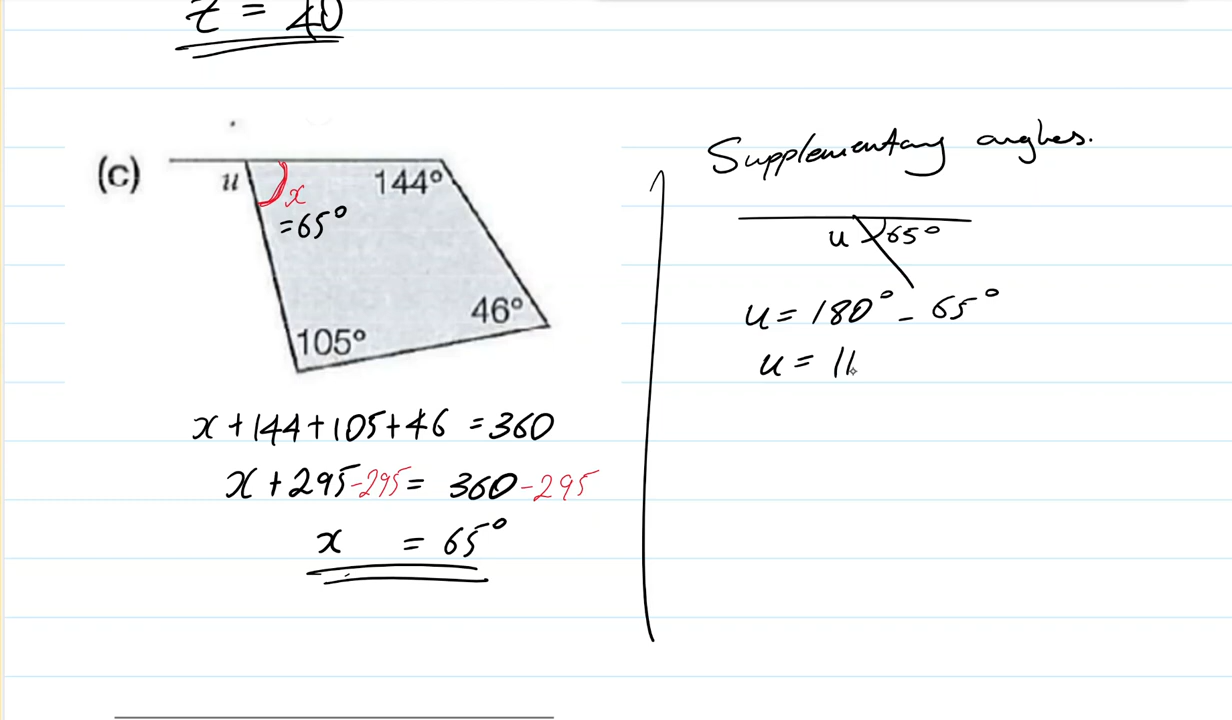 z = 40
(c)
u
x
144°
= 65°
46°
105°
x + 144 + 105 + 46 = 360
x + 295 - 295 = 360 - 295
x = 65°
Supplementary angles.
u
65°
u = 180° - 65°
u = 11